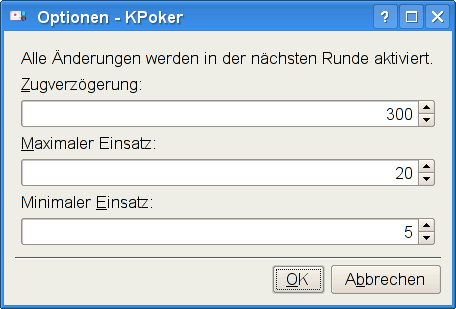 Optionen - KPoker
Alle Änderungen werden in der nächsten Runde aktiviert.
Zugverzögerung:
300
Maximaler Einsatz:
20
Minimaler Einsatz:
5
OK Abbrechen